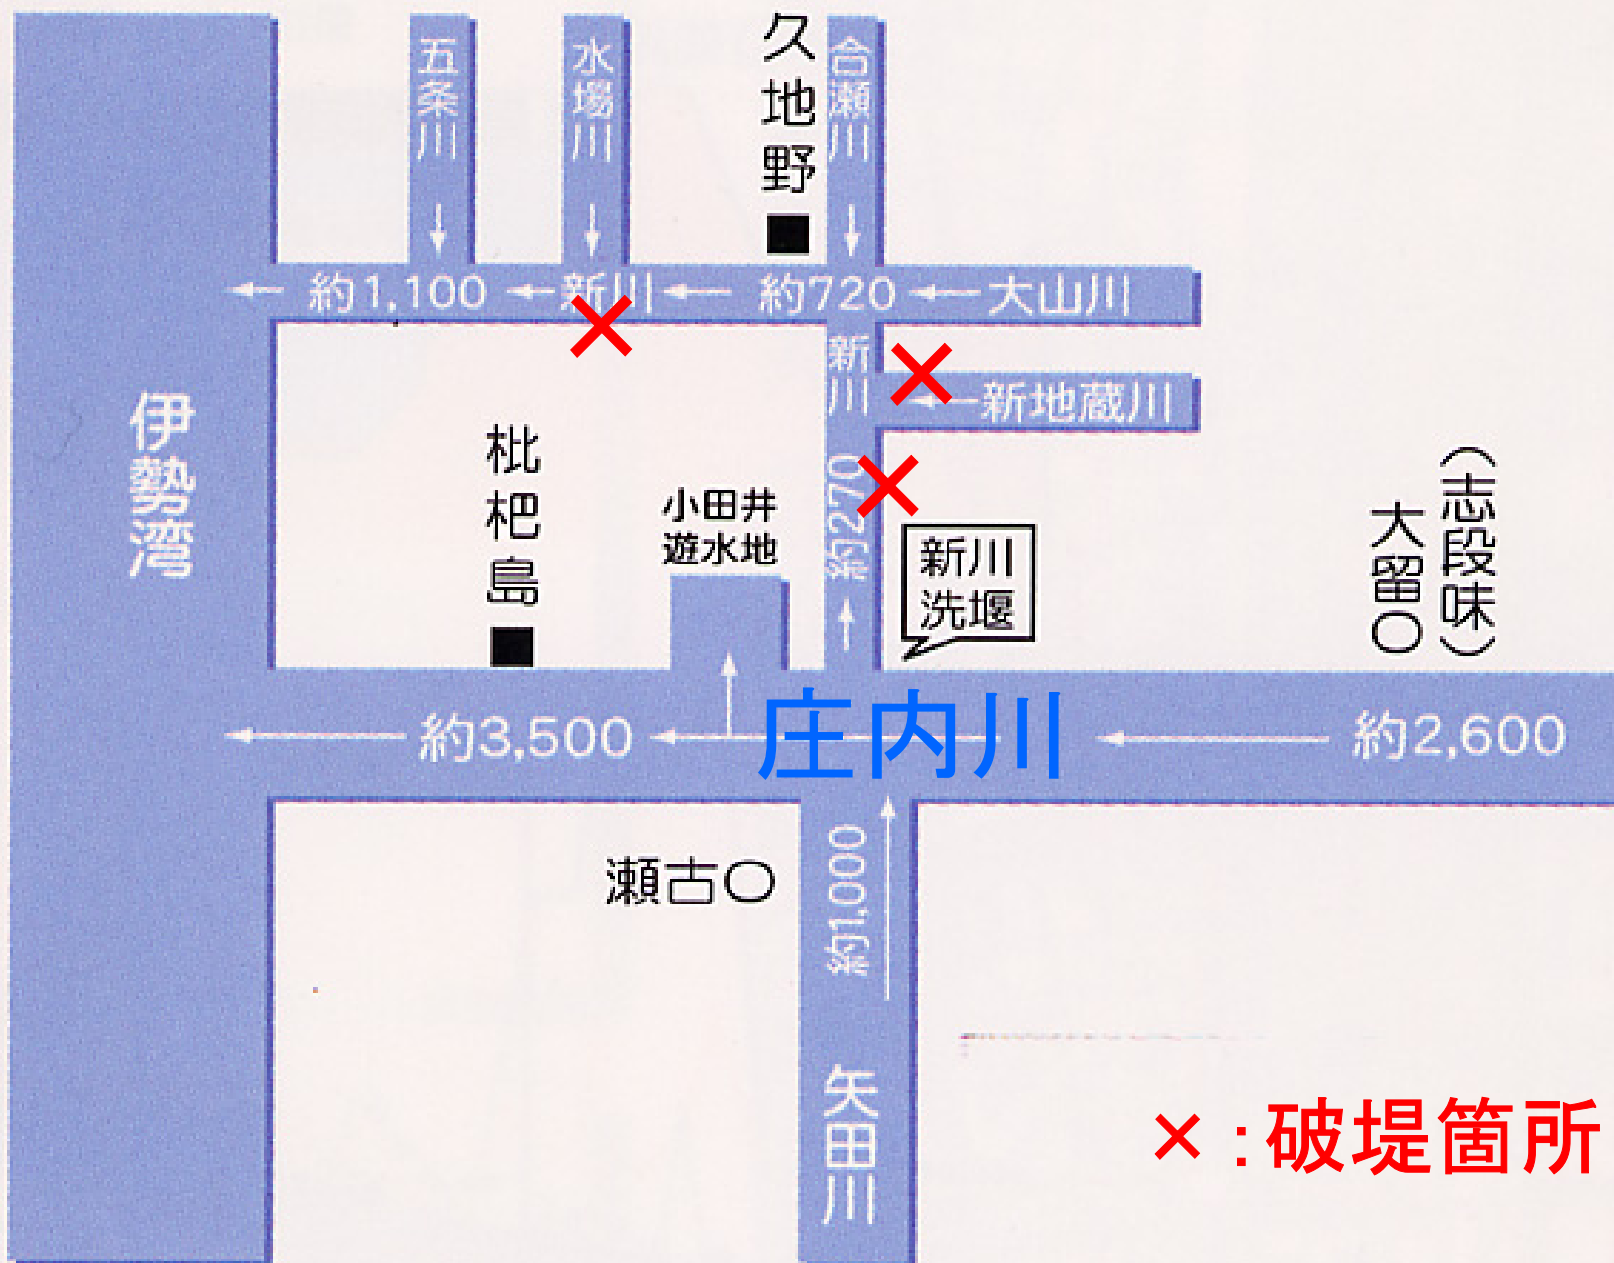 五条川
水場川
久地野
合瀬川
約1,100
新川
約720
大山川
新川
新地蔵川
伊勢湾
枇杷島
小田井
遊水地
約270
新川
洗堰
(志段味)
大留○
約3,500
庄内川
約2,600
瀬古○
約1,000
矢田川
×:破堤箇所